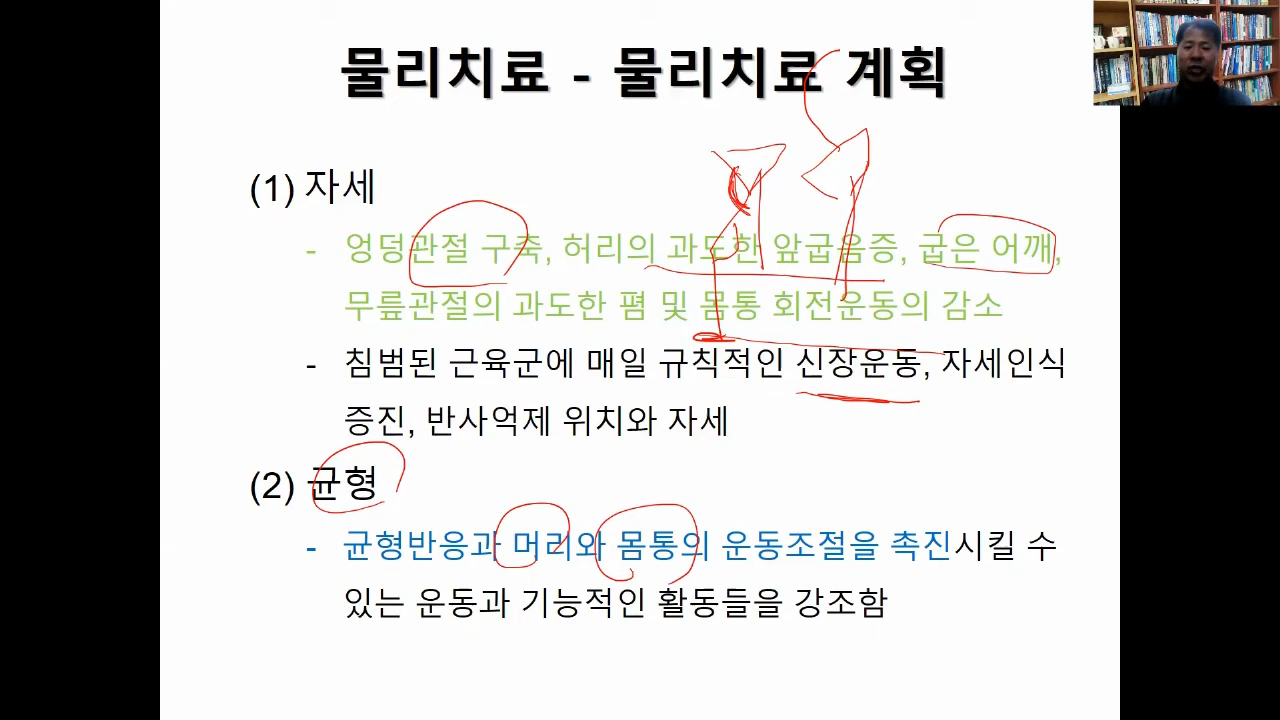 물리치료 - 물리치료 계획
(1) 자세
- 엉덩관절 구축, 허리의 과도한 앞굽음증, 굽은 어깨,
무릎관절의 과도한 폄 및 몸통 회전운동의 감소
- 침범된 근육군에 매일 규칙적인 신장운동, 자세인식
증진, 반사억제 위치와 자세
(2) 균형
- 균형반응과 머리와 몸통의 운동조절을 촉진시킬 수
있는 운동과 기능적인 활동들을 강조함